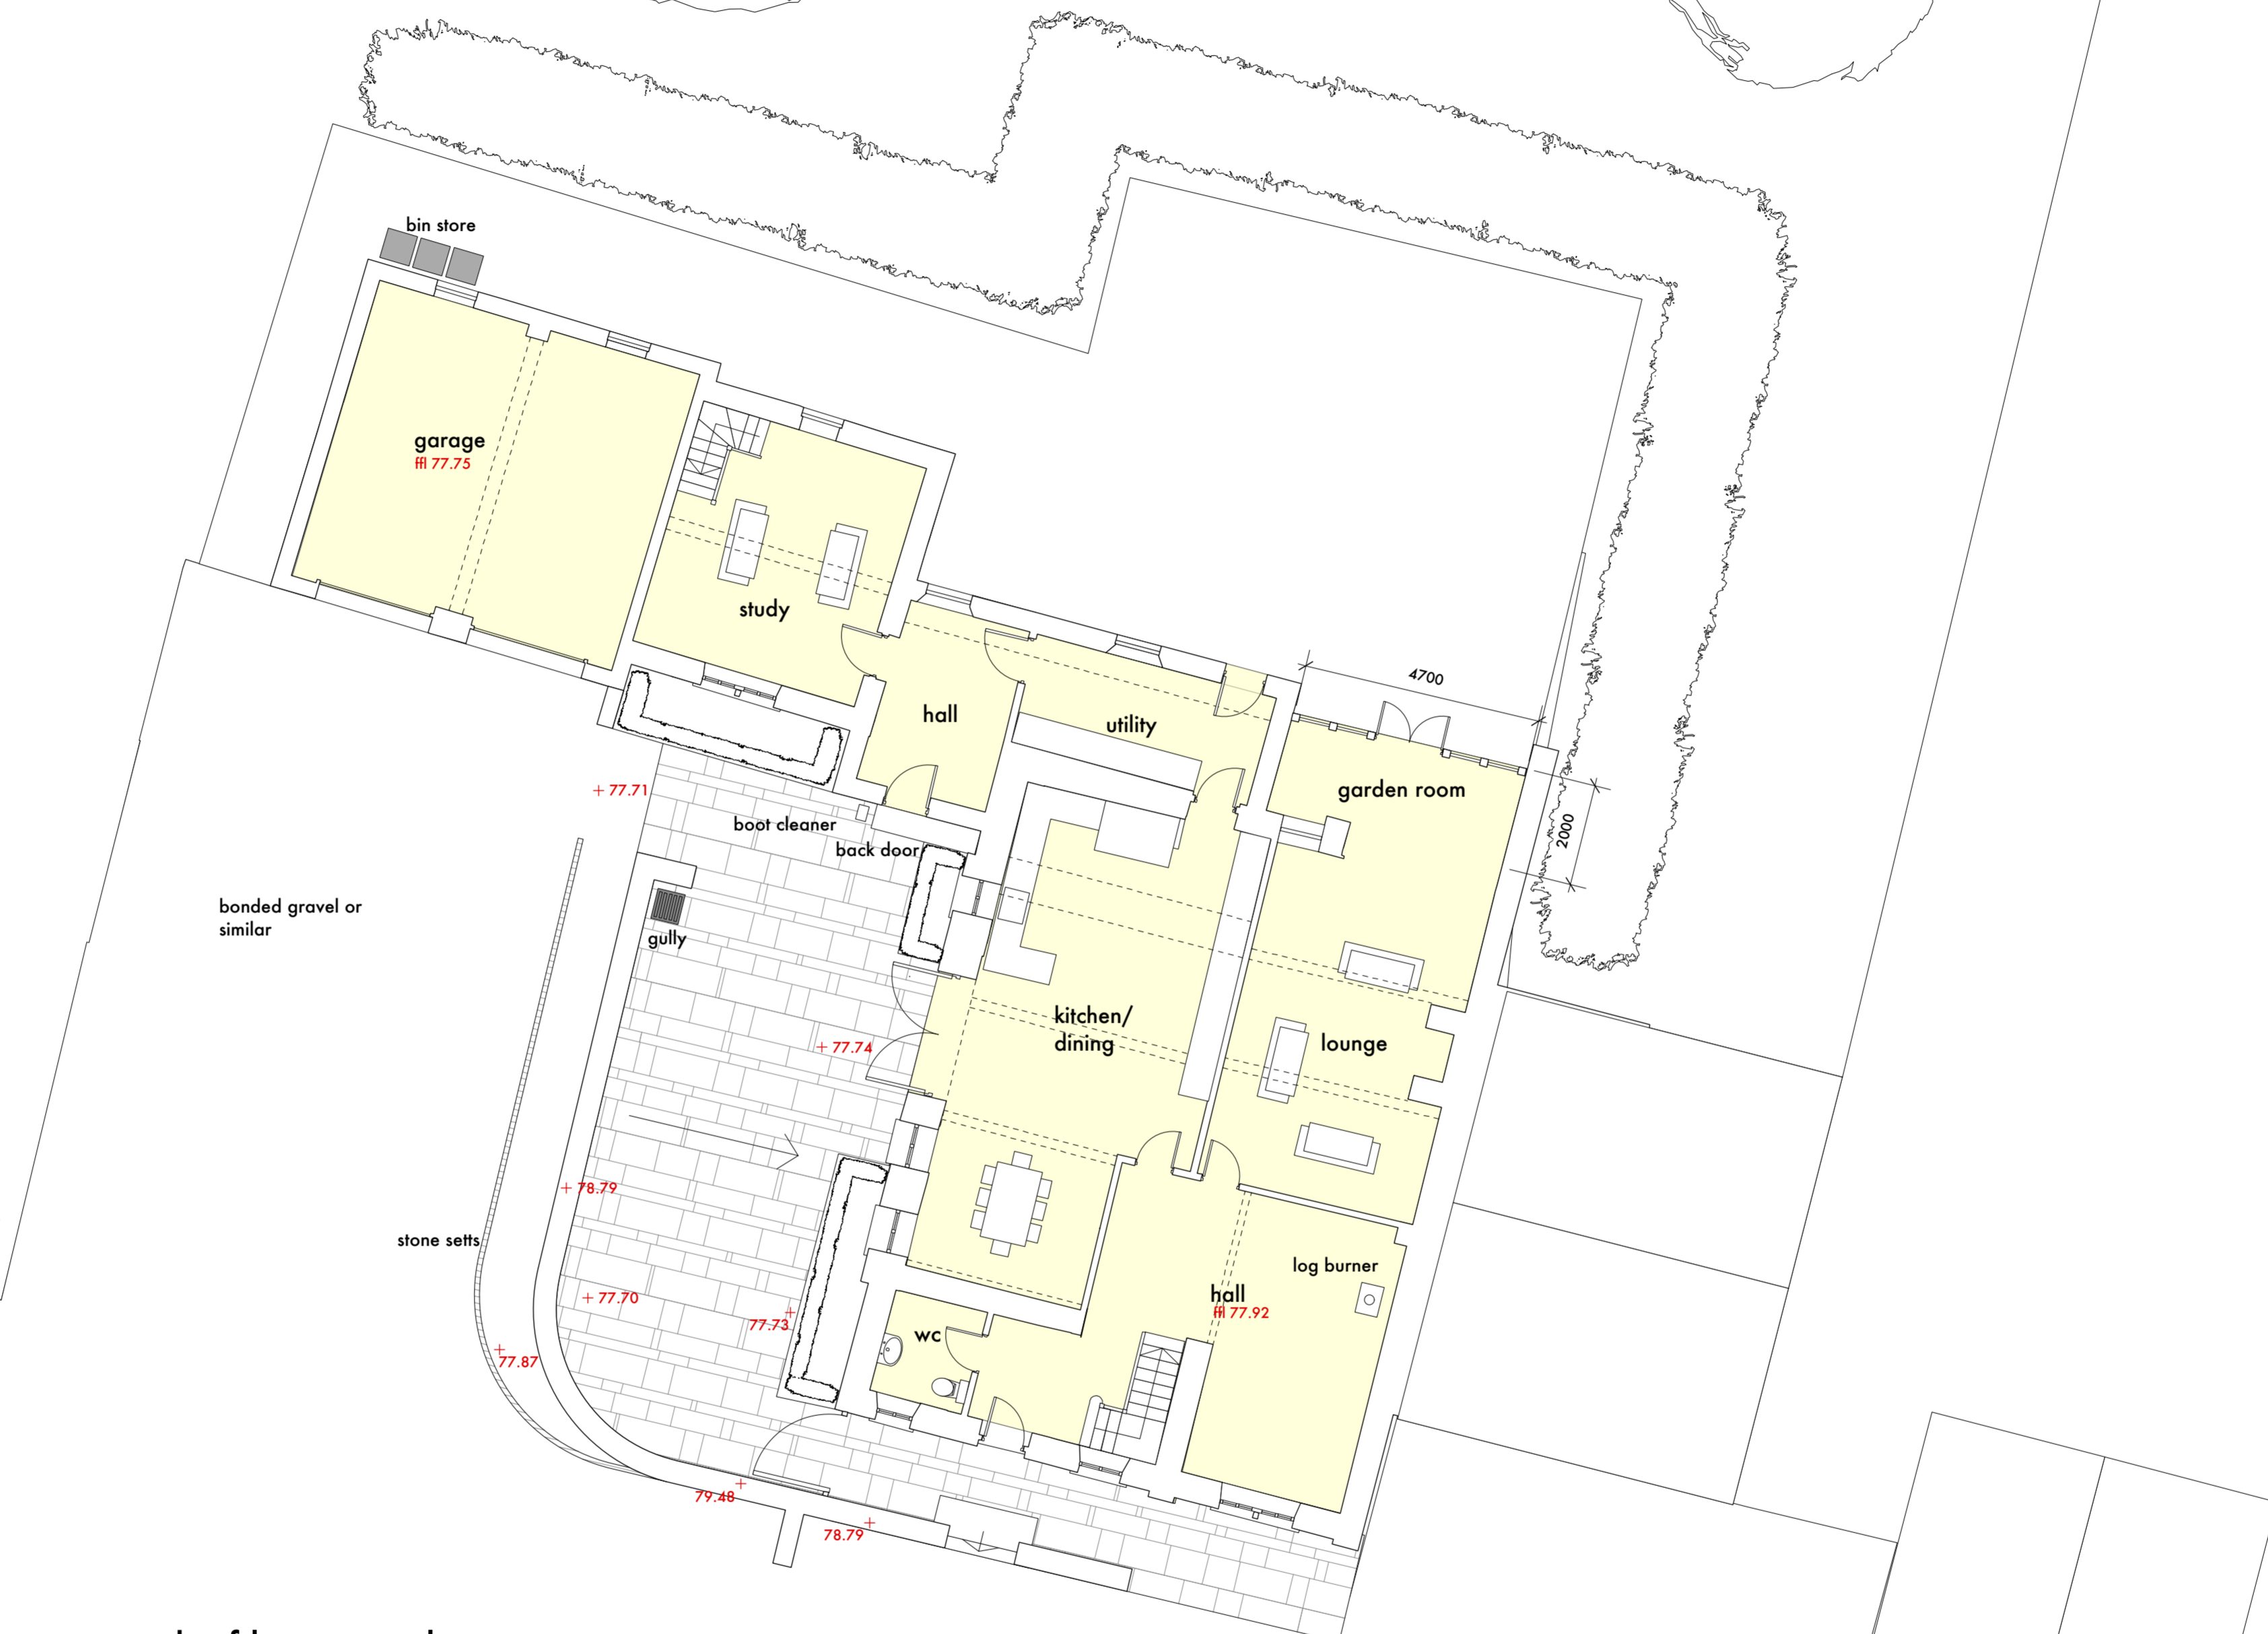 bin store
garage
ffl 77.75
study
hall
utility
4700
garden room
2000
+ 77.71
boot cleaner
back door
bonded gravel or
similar
gully
kitchen/
dining
+ 77.74
lounge
+ 78.79
stone setts
log burner
hall
ffl 77.92
+ 77.70
+
77.73
wc
+
77.87
+
79.48
+
78.79